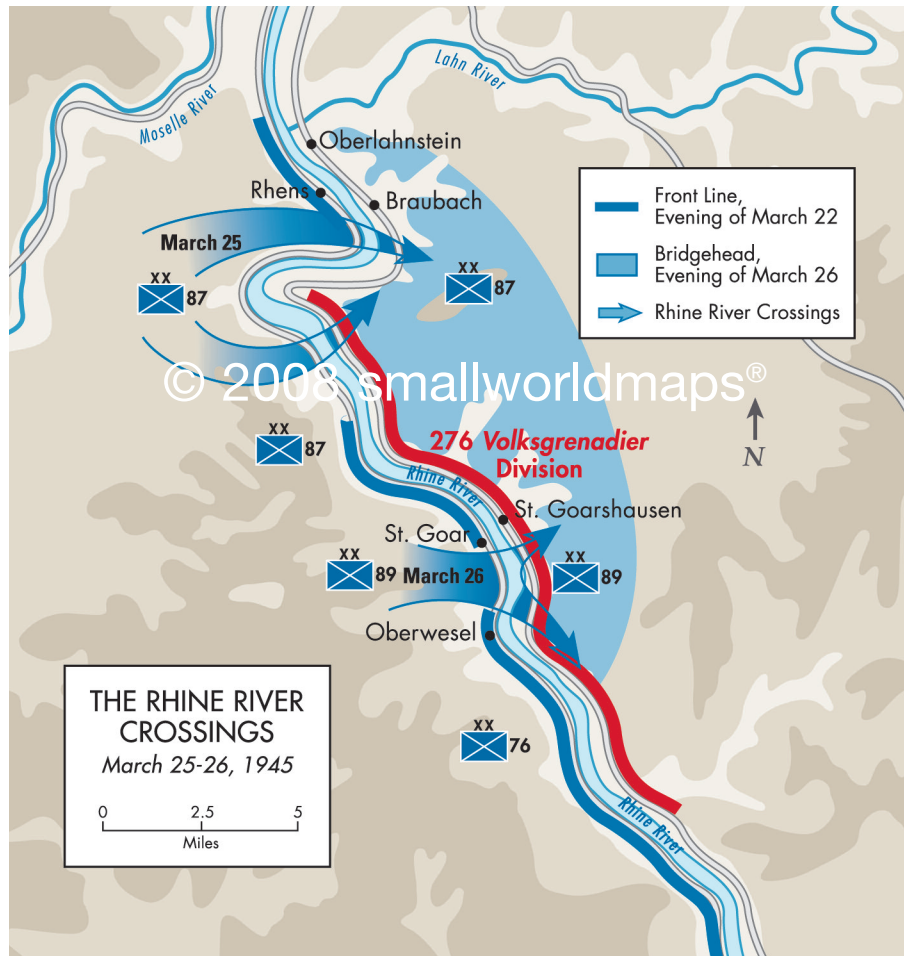 Lahn River
Moselle River
Oberlahnstein
Rhens
Braubach
March 25
XX
87
XX
87
Front Line,
Evening of March 22
Bridgehead,
Evening of March 26
Rhine River Crossings
© 2008 smallworldmaps®
N
XX
87
276 Volksgrenadier
Division
Rhine River
St. Goarshausen
St. Goar
XX
89
March 26
XX
89
Oberwesel
XX
76
THE RHINE RIVER
CROSSINGS
March 25-26, 1945
0 2.5 5
Miles
Rhine River